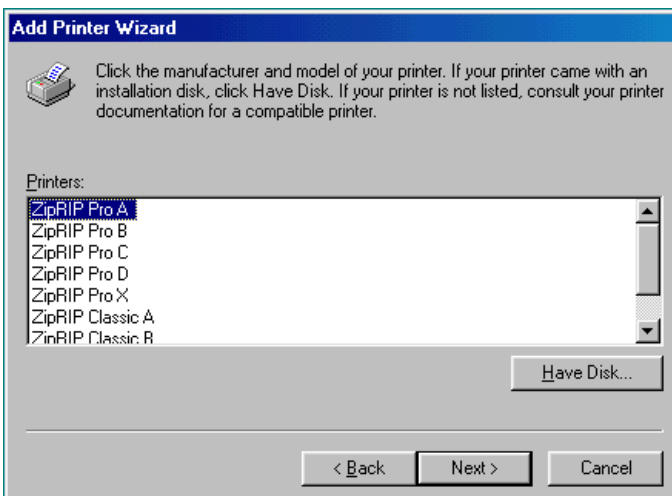 Add Printer Wizard
Click the manufacturer and model of your printer. If your printer came with an
installation disk, click Have Disk. If your printer is not listed, consult your printer
documentation for a compatible printer.
Printers:
ZipRIP Pro A
ZipRIP Pro B
ZipRIP Pro C
ZipRIP Pro D
ZipRIP Pro X
ZipRIP Classic A
ZipRIP Classic B
Have Disk...
< Back
Next >
Cancel